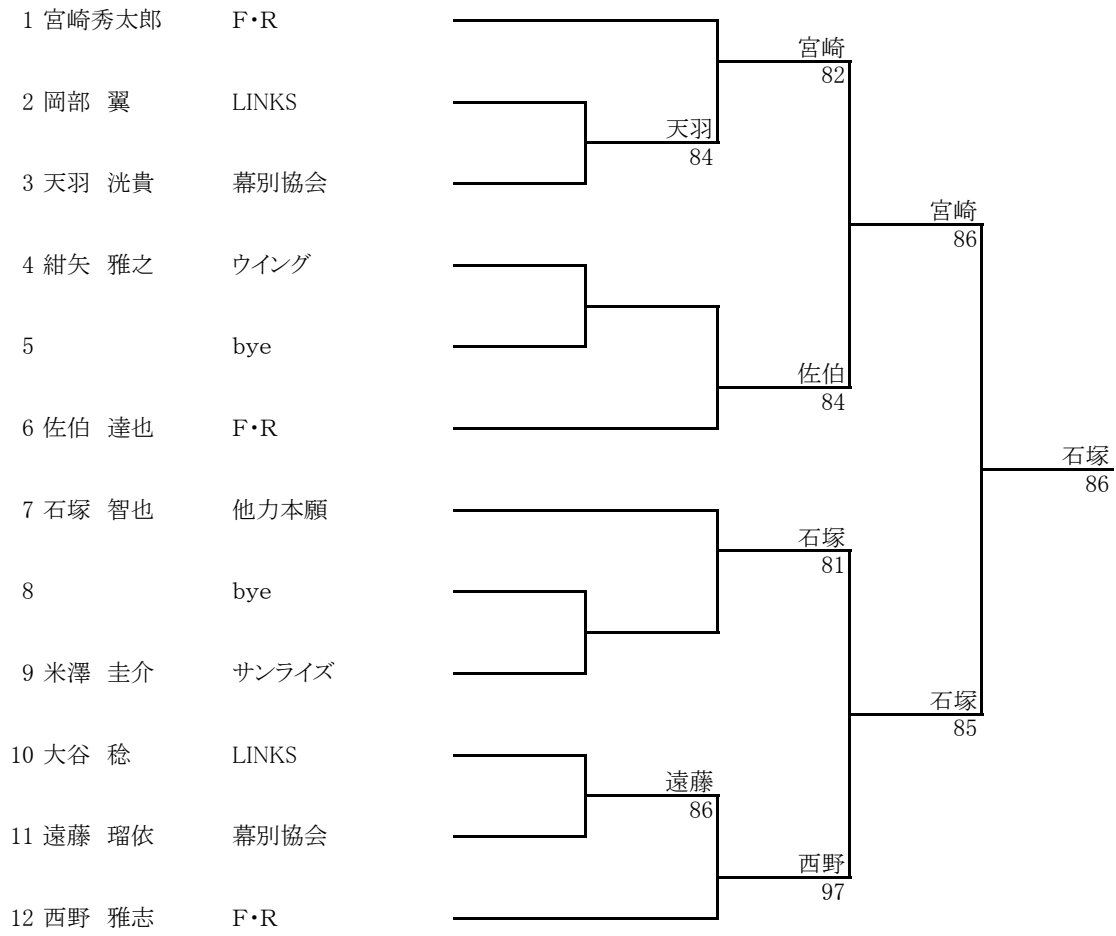 1 宮崎秀太郎 F・R
宮崎
82
2 岡部 翼 LINKS
天羽
84
3 天羽 洸貴 幕別協会
宮崎
86
4 紺矢 雅之 ウイング
5 bye
佐伯
84
6 佐伯 達也 F・R
石塚
86
7 石塚 智也 他力本願
石塚
81
8 bye
9 米澤 圭介 サンライズ
石塚
85
10 大谷 稔 LINKS
遠藤
86
11 遠藤 瑠依 幕別協会
西野
97
12 西野 雅志 F・R